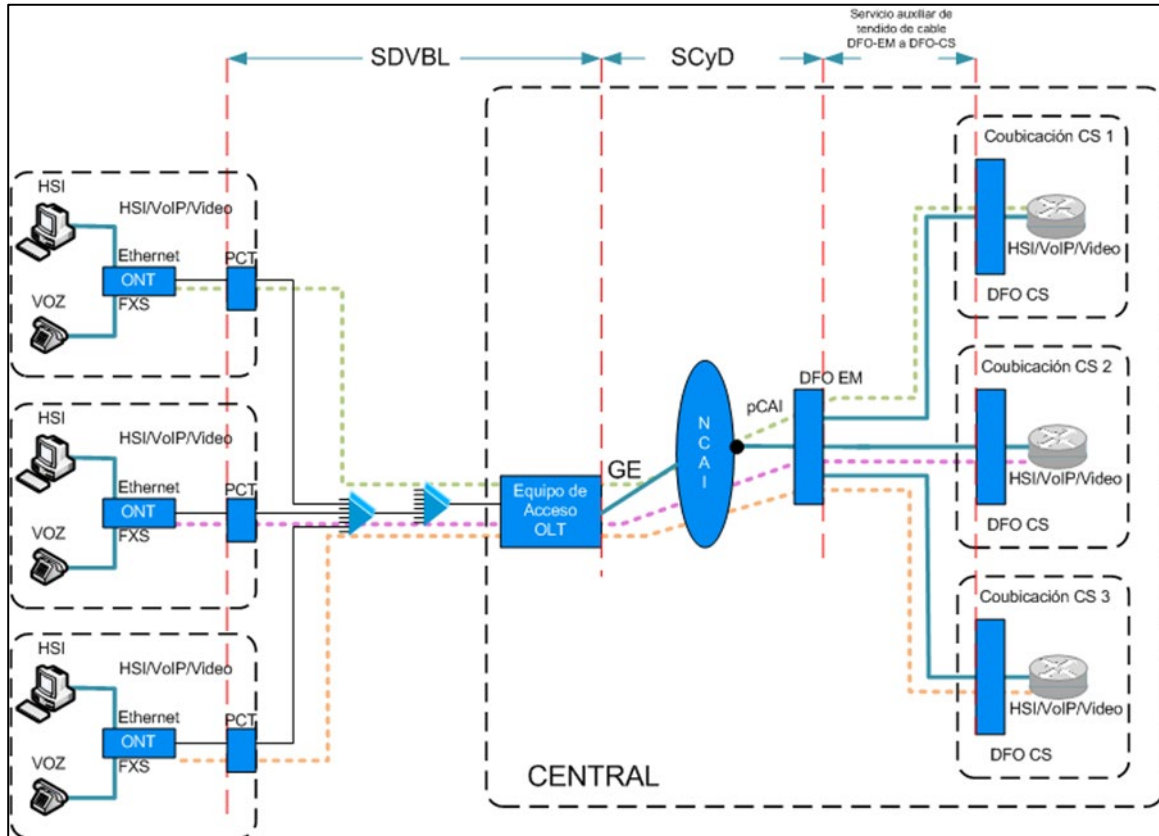 Servicio auxiliar de
tendido de cable
DFO-EM a DFO-CS
SDVBL
SCyD
HSI
HSI/VoIP/Video
Ethernet
ONT
FXS
PCT
VOZ
HSI
HSI/VoIP/Video
Ethernet
ONT
FXS
PCT
VOZ
HSI
HSI/VoIP/Video
Ethernet
ONT
FXS
PCT
VOZ
Equipo de
Acceso
OLT
GE
NCAI
pCAI
DFO EM
Coubicación CS 1
HSI/VoIP/Video
DFO CS
Coubicación CS 2
HSI/VoIP/Video
DFO CS
Coubicación CS 3
HSI/VoIP/Video
DFO CS
CENTRAL